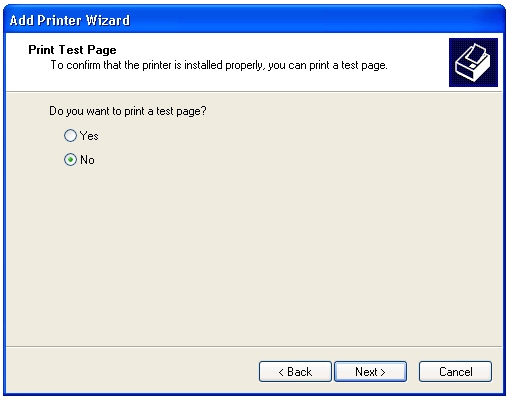 Add Printer Wizard
Print Test Page
To confirm that the printer is installed properly, you can print a test page.
Do you want to print a test page?
Yes
No
< Back
Next >
Cancel